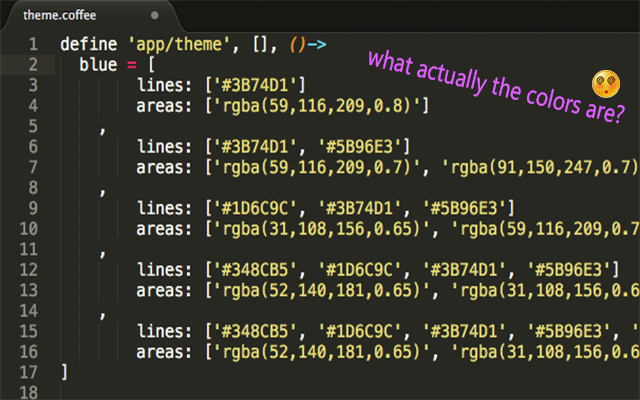 theme.coffee
1 define 'app/theme', [], ()->
2 blue = [
3 lines: ['#3B74D1']
4 areas: ['rgba(59,116,209,0.8)']
5 ,
6 lines: ['#3B74D1', '#5B96E3']
7 areas: ['rgba(59,116,209,0.7)', 'rgba(91,150,247,0.7)
8 ,
9 lines: ['#1D6C9C', '#3B74D1', '#5B96E3']
10 areas: ['rgba(31,108,156,0.65)', 'rgba(59,116,209,0.7
11 ,
12 lines: ['#348CB5', '#1D6C9C', '#3B74D1', '#5B96E3']
13 areas: ['rgba(52,140,181,0.65)', 'rgba(31,108,156,0.6
14 ,
15 lines: ['#348CB5', '#1D6C9C', '#3B74D1', '#5B96E3', '
16 areas: ['rgba(52,140,181,0.65)', 'rgba(31,108,156,0.6
17 ]
18
what actually the colors are?